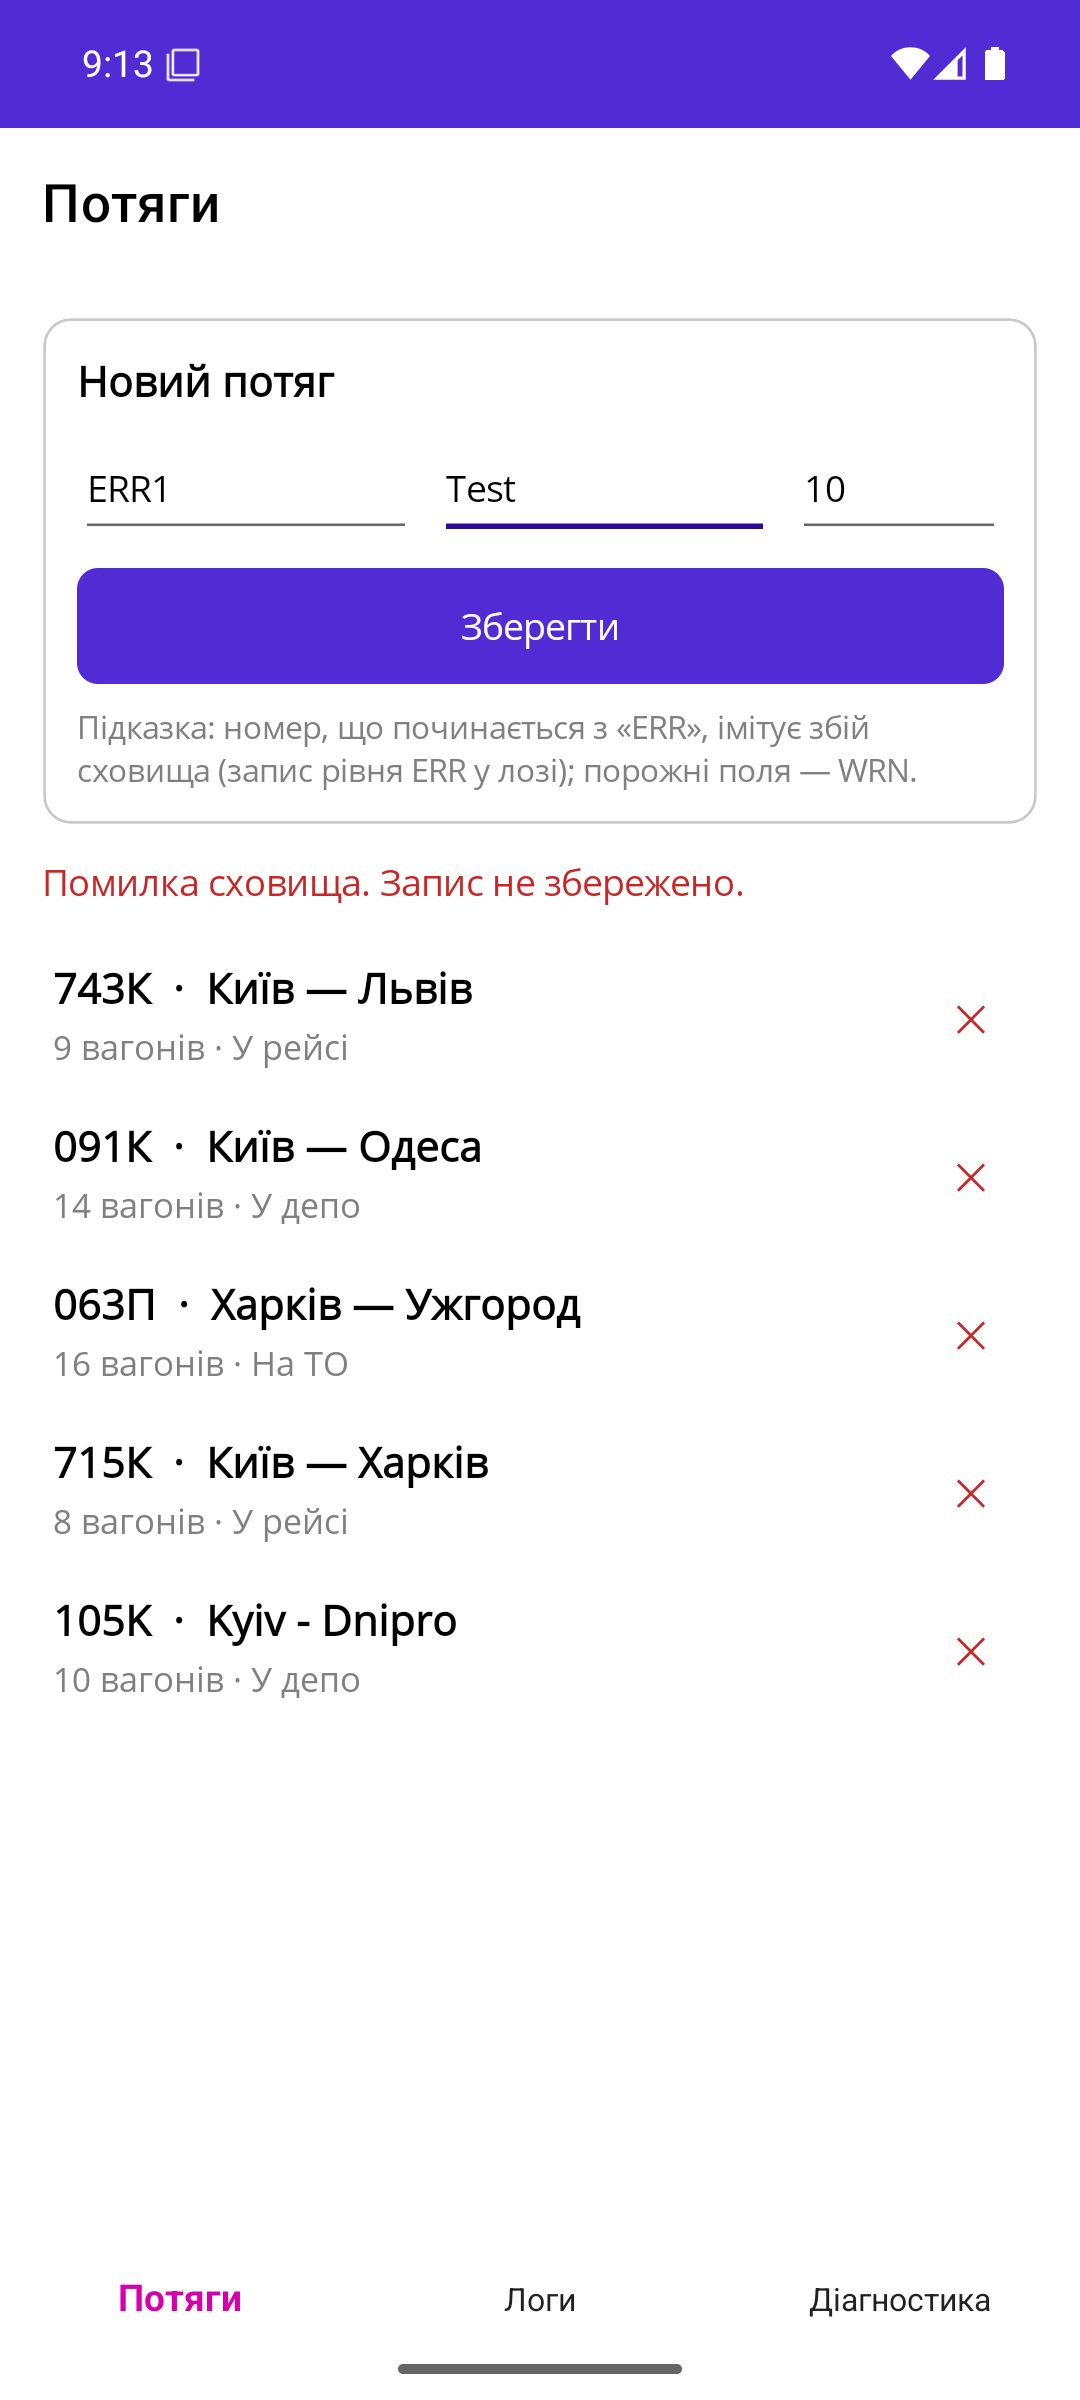 9:13
Потяги
Новий потяг
ERR1 Test 10
Зберегти
Підказка: номер, що починається з «ERR», імітує збій
сховища (запис рівня ERR у лозі); порожні поля — WRN.
Помилка сховища. Запис не збережено.
743К · Київ — Львів
9 вагонів · У рейсі
091К · Київ — Одеса
14 вагонів · У депо
063П · Харків — Ужгород
16 вагонів · На ТО
715К · Київ — Харків
8 вагонів · У рейсі
105K · Kyiv - Dnipro
10 вагонів · У депо
Потяги Логи Діагностика